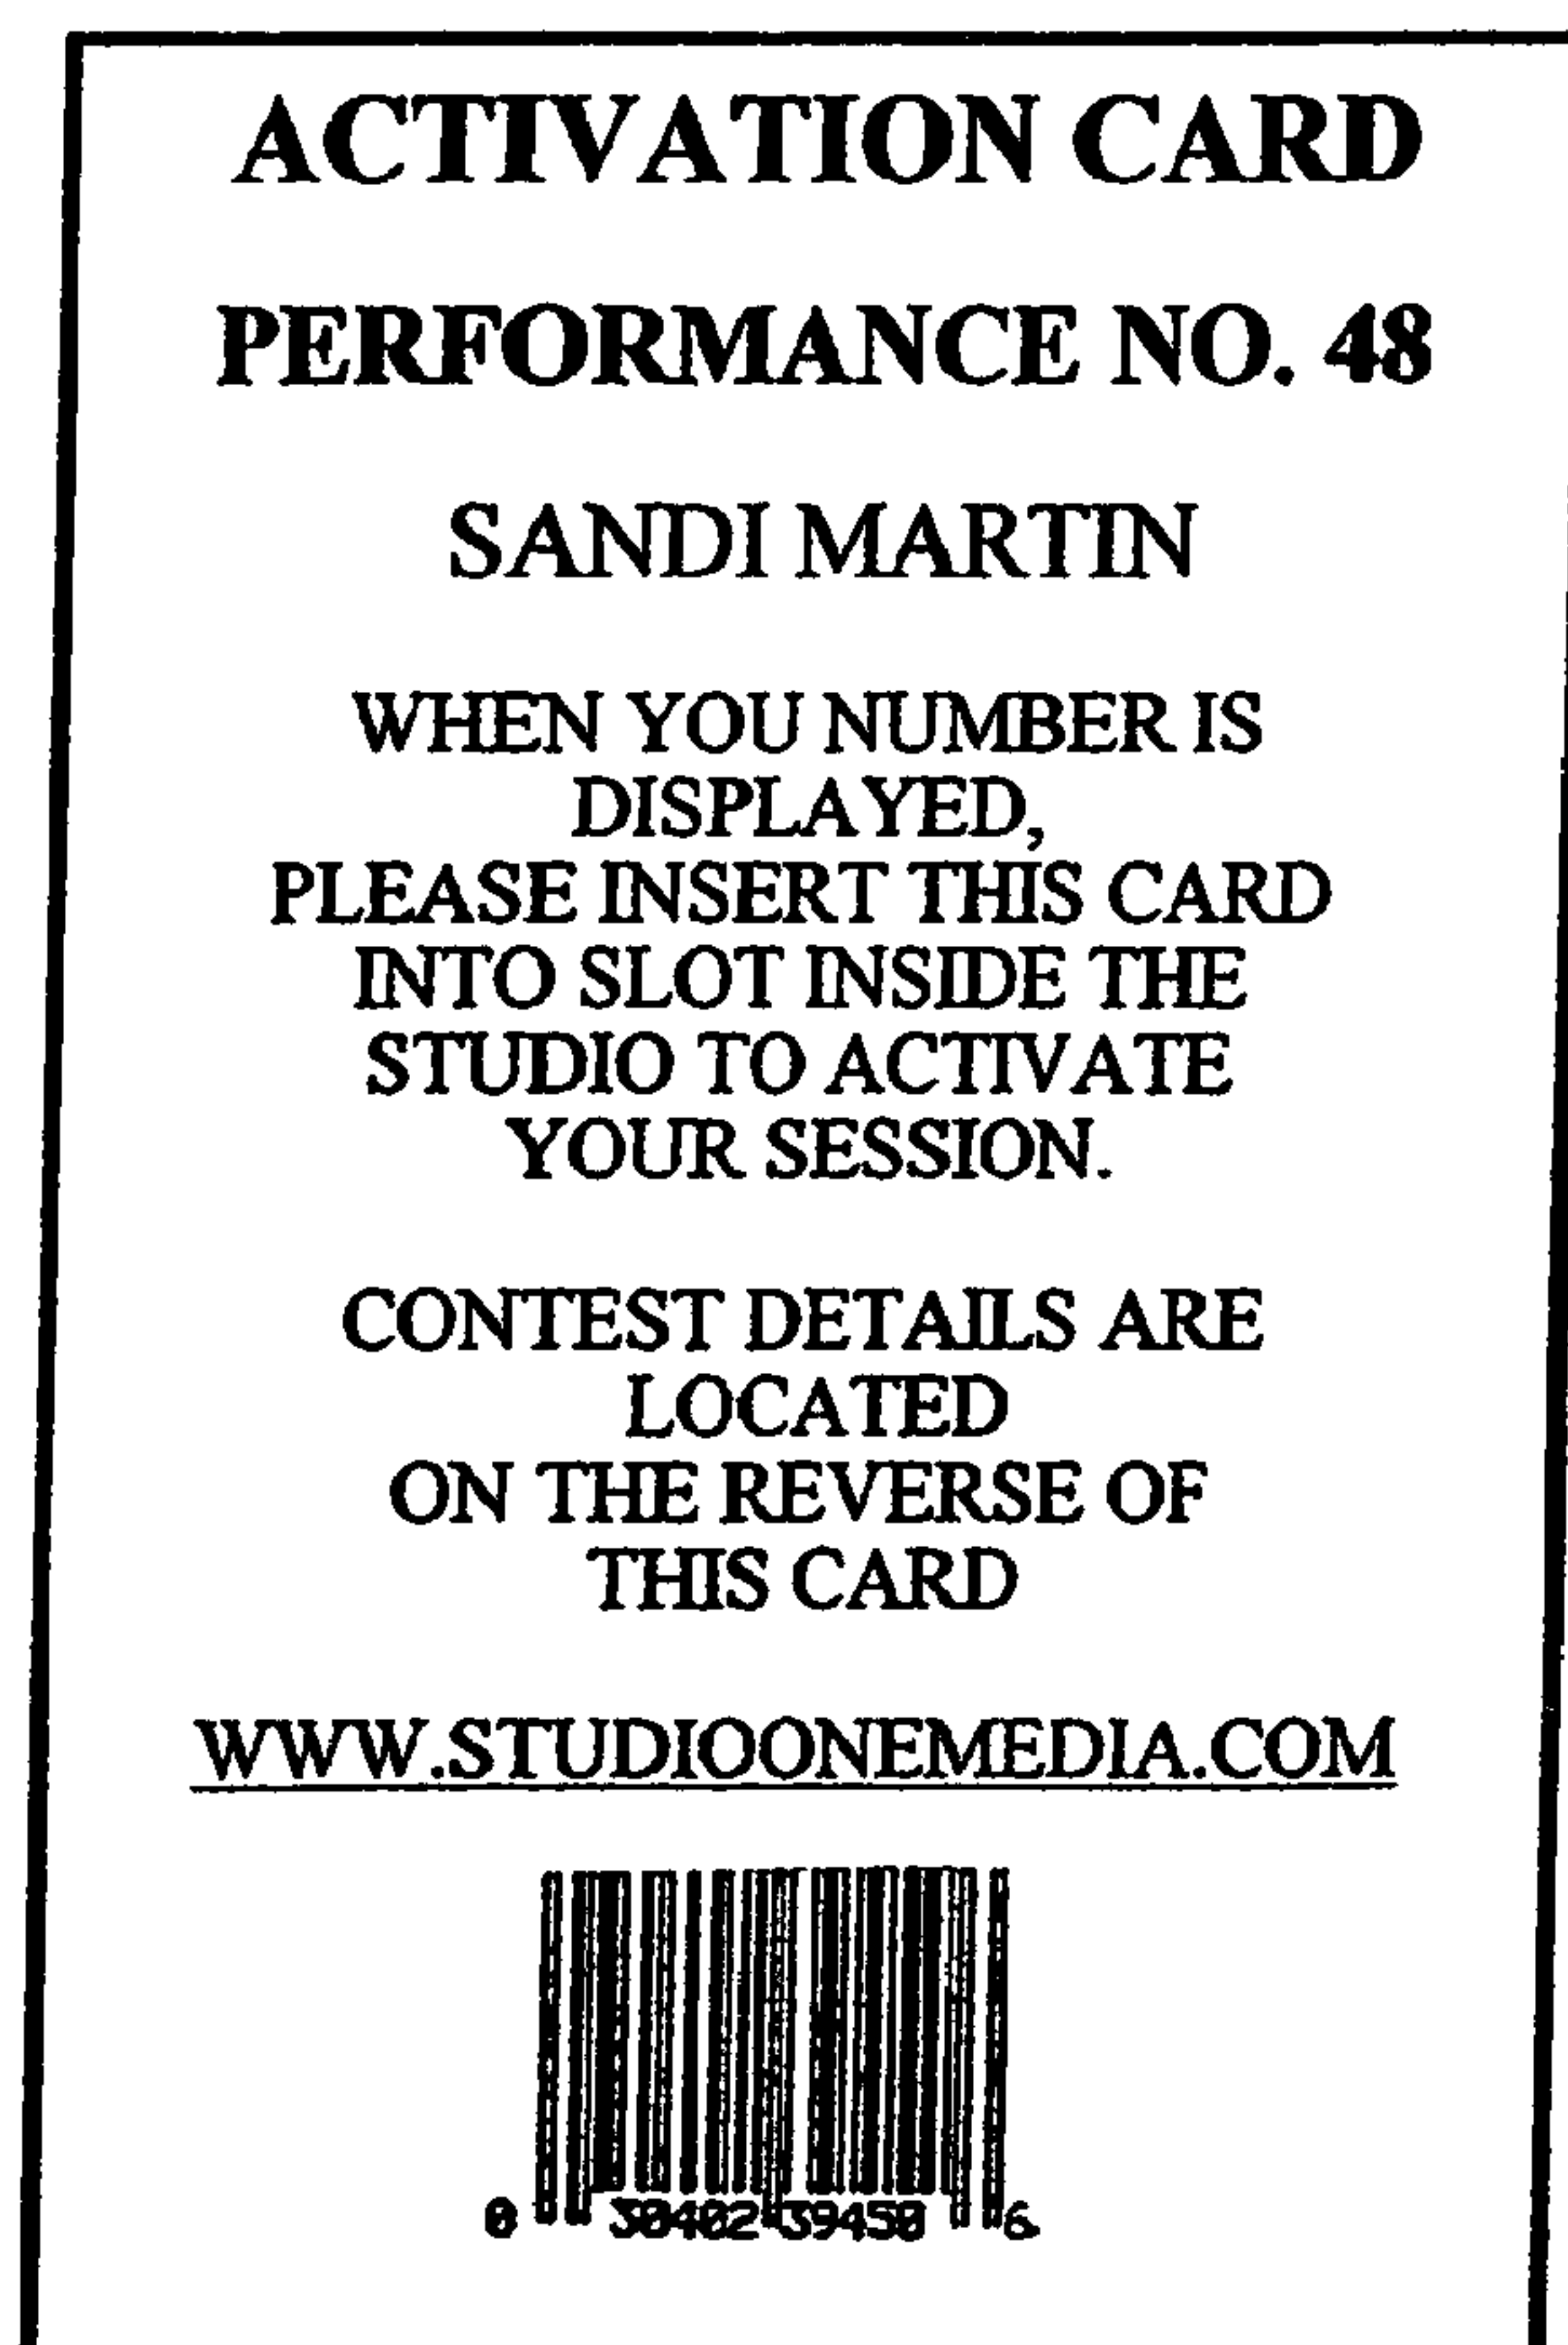 ACTIVATION CARD
PERFORMANCE NO. 48
SANDI MARTIN
WHEN YOU NUMBER IS
DISPLAYED,
PLEASE INSERT THIS CARD
INTO SLOT INSIDE THE
STUDIO TO ACTIVATE
YOUR SESSION.
CONTEST DETAILS ARE
LOCATED
ON THE REVERSE OF
THIS CARD
WWW.STUDIOONEMEDIA.COM
0 30402 39450 6